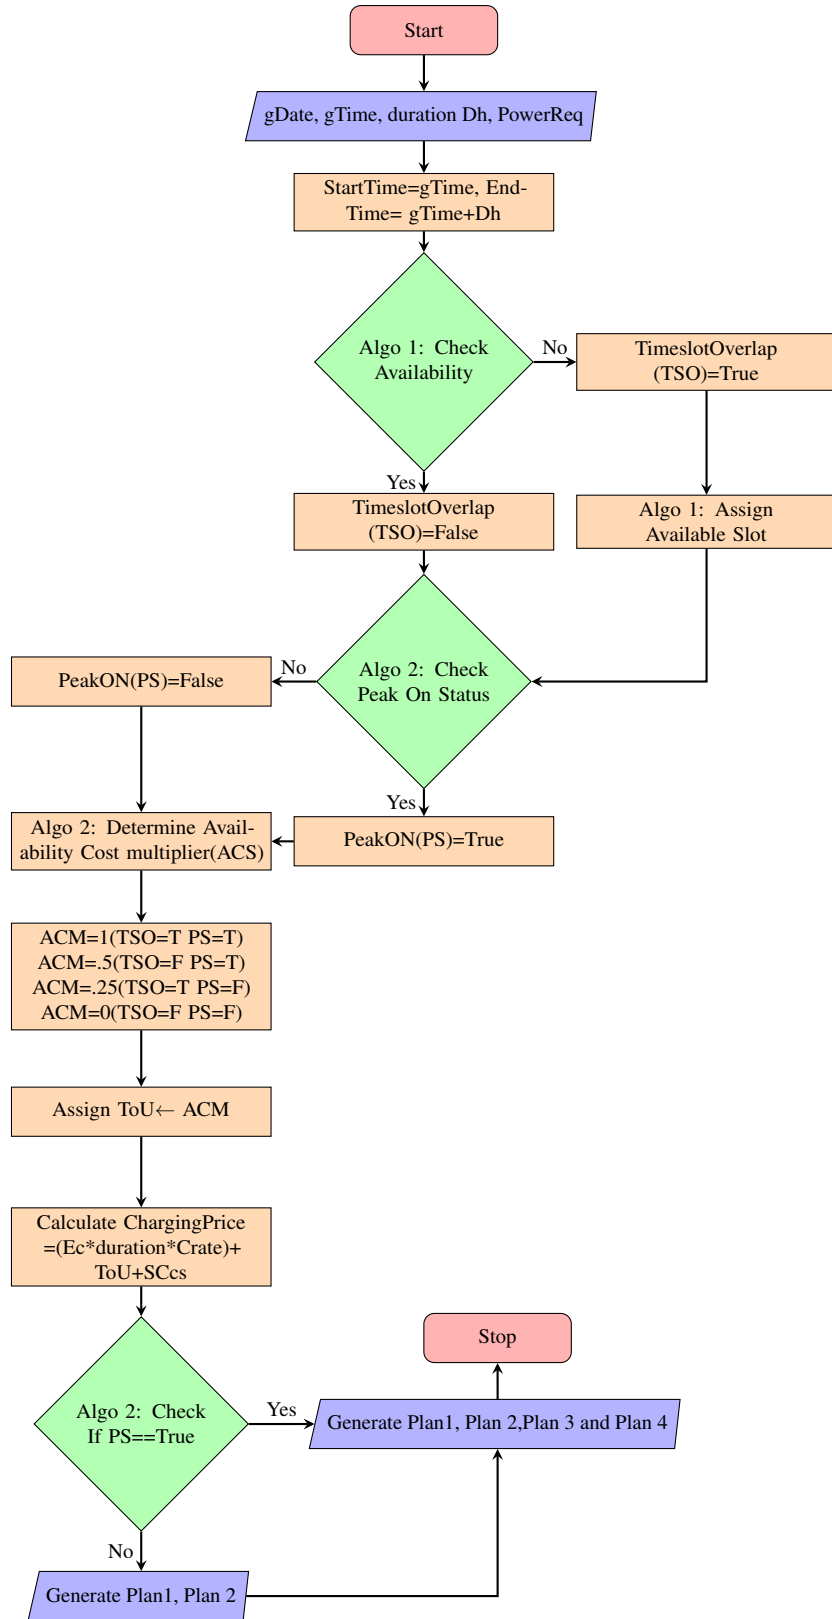 Start
gDate, gTime, duration Dh, PowerReq
StartTime=gTime, End-
Time= gTime+Dh
Algo 1: Check
Availability
No
TimeslotOverlap
(TSO)=True
Yes
TimeslotOverlap
(TSO)=False
Algo 1: Assign
Available Slot
Algo 2: Check
Peak On Status
No
PeakON(PS)=False
Yes
PeakON(PS)=True
Algo 2: Determine Avail-
ability Cost multiplier(ACS)
ACM=1(TSO=T PS=T)
ACM=.5(TSO=F PS=T)
ACM=.25(TSO=T PS=F)
ACM=0(TSO=F PS=F)
Assign ToU← ACM
Calculate ChargingPrice
=(Ec*duration*Crate)+
ToU+SCcs
Stop
Algo 2: Check
If PS==True
Yes
Generate Plan1, Plan 2,Plan 3 and Plan 4
No
Generate Plan1, Plan 2